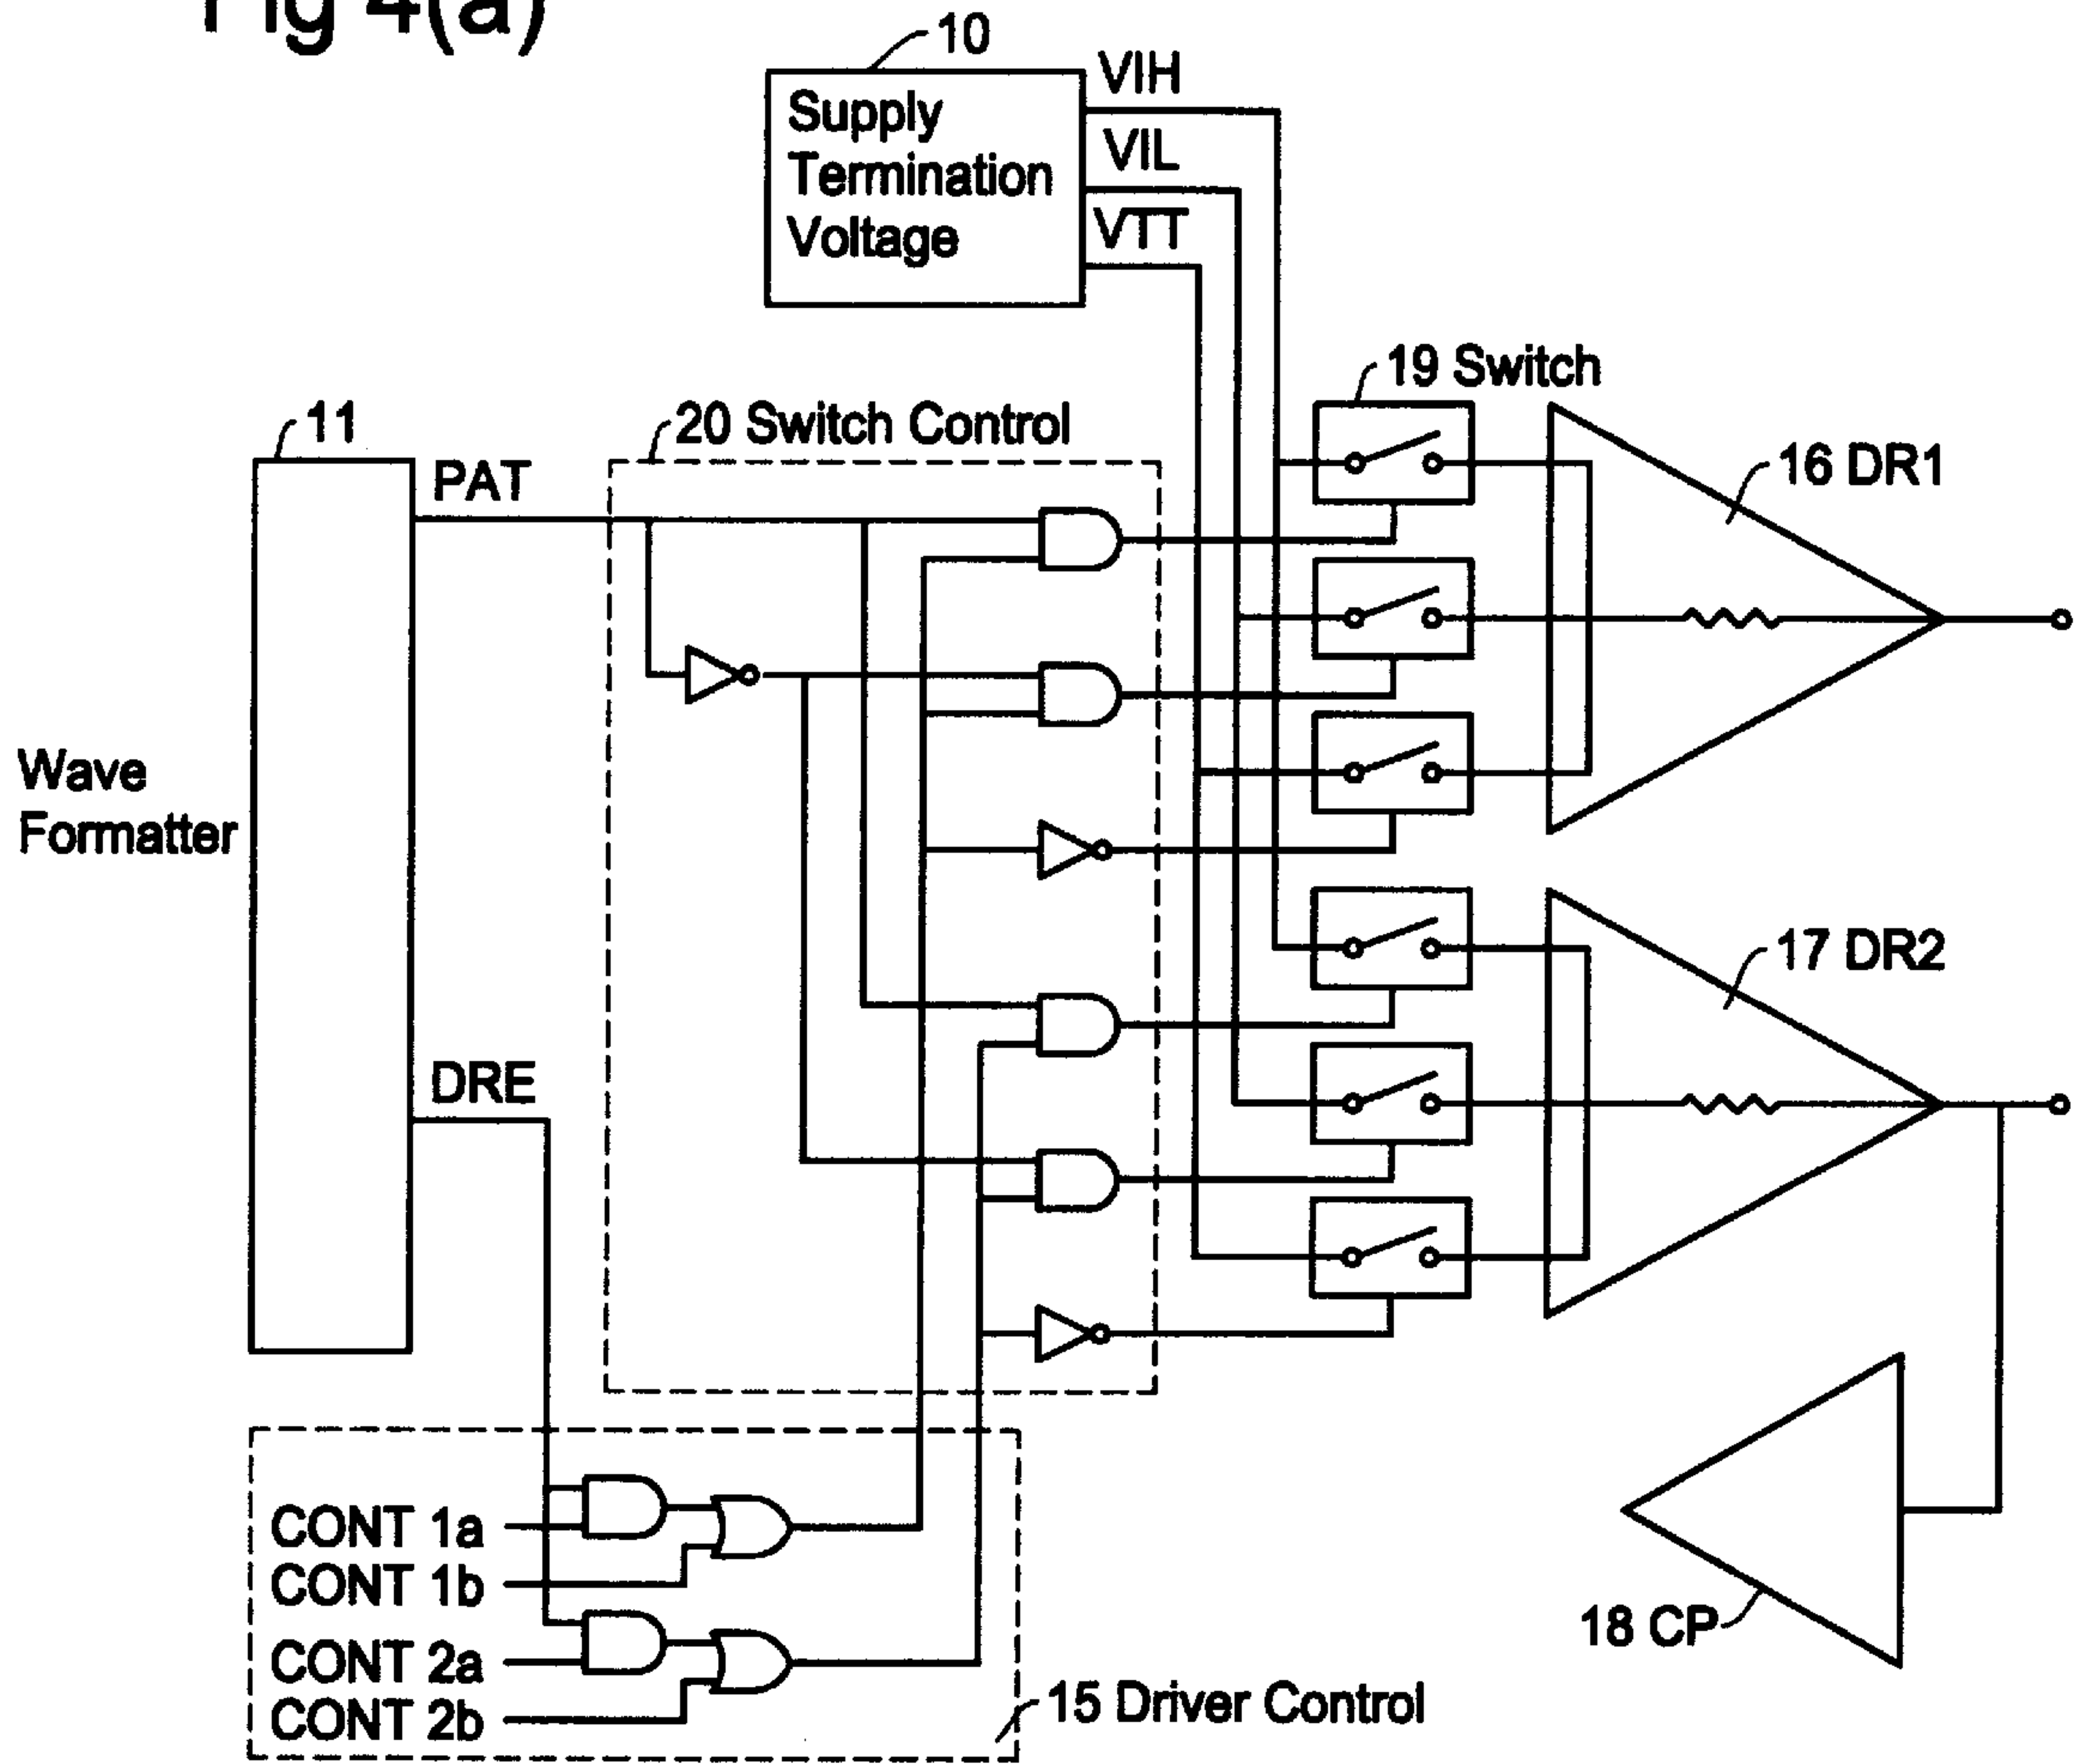 Fig 4(a)
10
VIH
Supply
Termination
Voltage
VIL
VTT
19 Switch
11
20 Switch Control
PAT
16 DR1
Wave
Formatter
17 DR2
DRE
CONT 1a
CONT 1b
CONT 2a
CONT 2b
18 CP
15 Driver Control